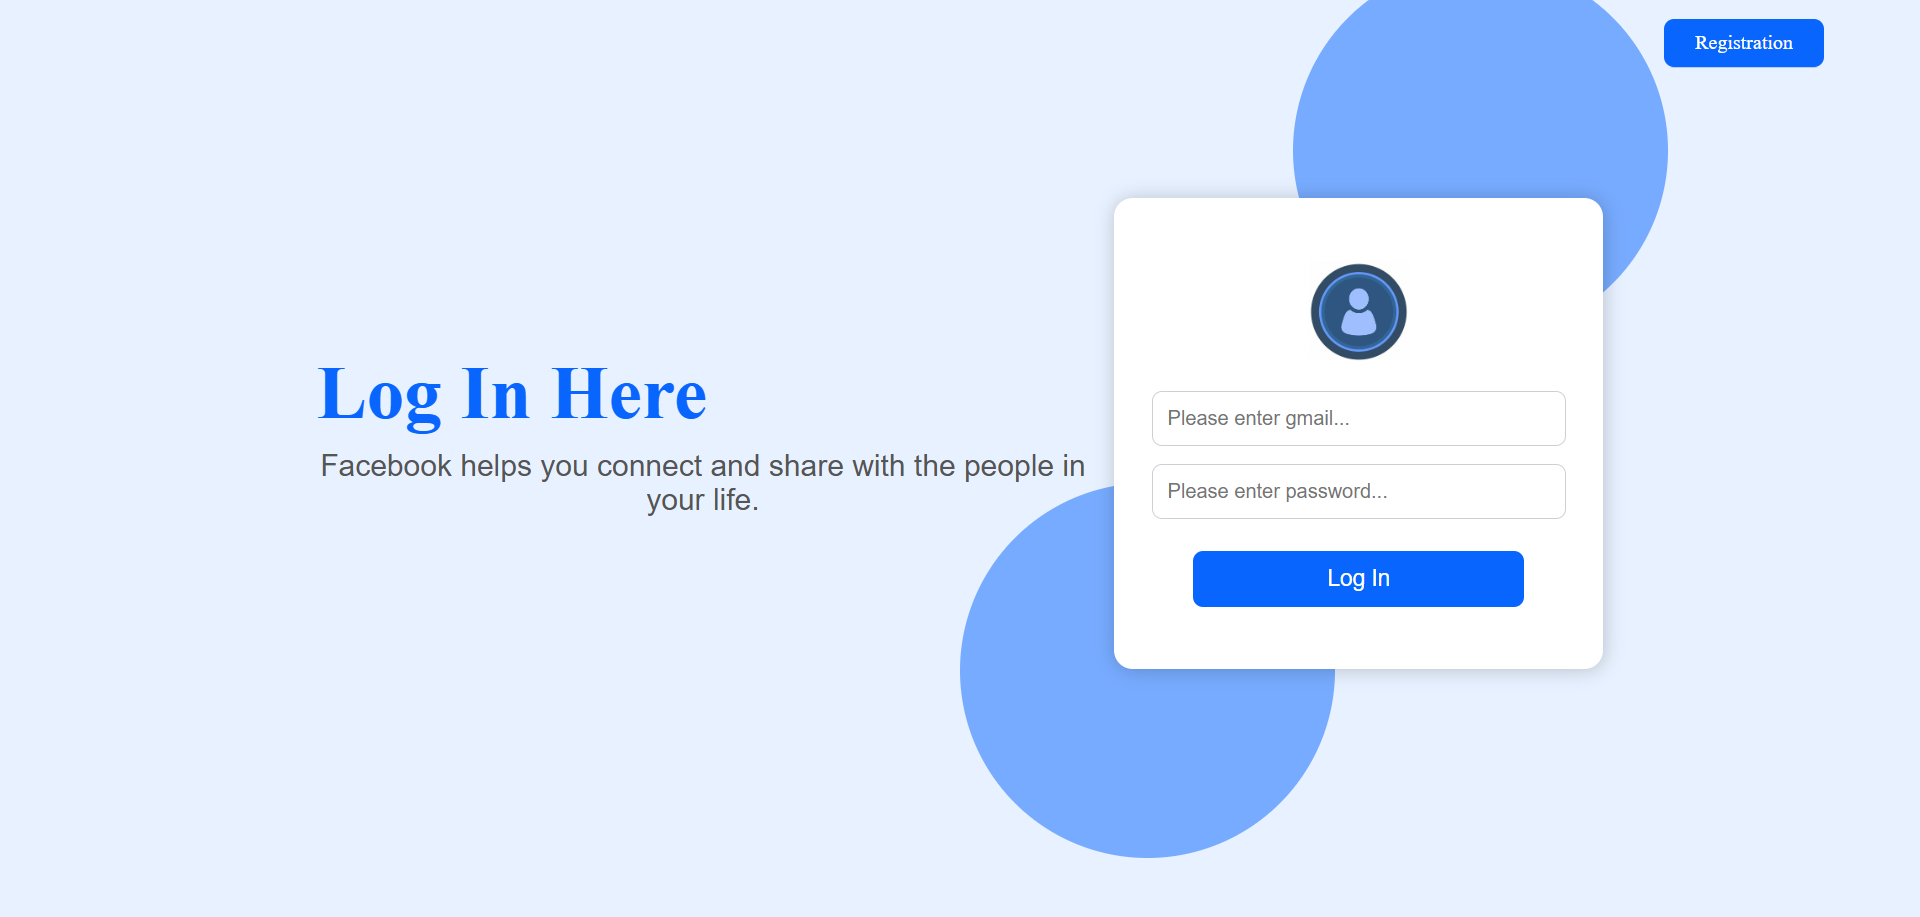 Registration
Log In Here
Facebook helps you connect and share with the people in
your life.
Please enter gmail...
Please enter password...
Log In